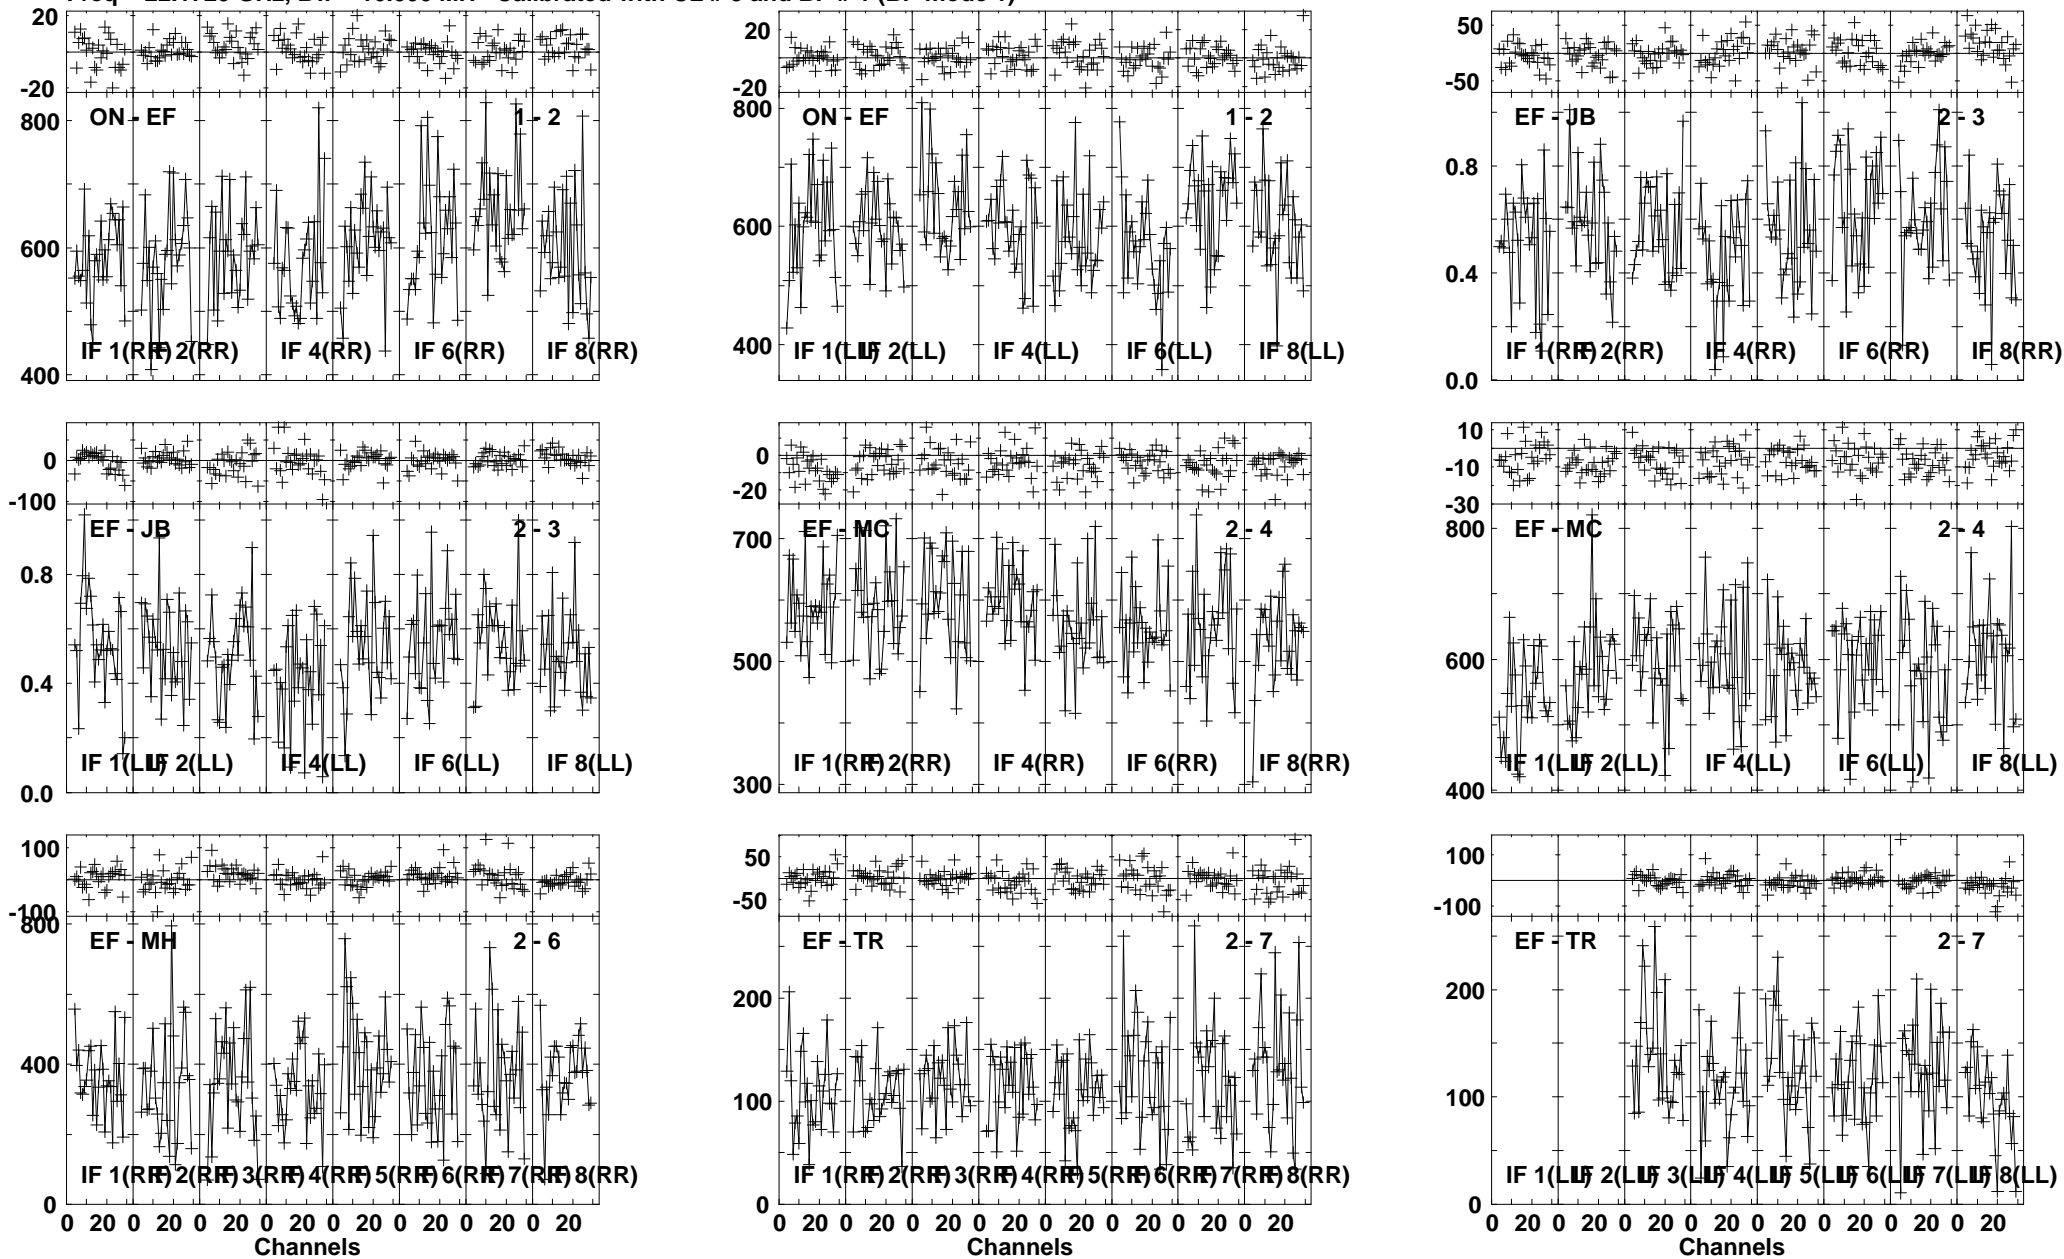 20
-20
ON - EF 1 - 2
800
600
400
IF 1(RR) IF 2(RR) IF 4(RR) IF 6(RR) IF 8(RR)
20
-20
ON - EF 1 - 2
800
600
400
IF 1(LL) IF 2(LL) IF 4(LL) IF 6(LL) IF 8(LL)
50
-50
EF - JB 2 - 3
0.8
0.4
0.0
IF 1(RR) IF 2(RR) IF 4(RR) IF 6(RR) IF 8(RR)
0
-100
EF - JB 2 - 3
0.8
0.4
0.0
IF 1(LL) IF 2(LL) IF 4(LL) IF 6(LL) IF 8(LL)
0
-20
EF - MC 2 - 4
700
500
300
IF 1(RR) IF 2(RR) IF 4(RR) IF 6(RR) IF 8(RR)
10
-10
-30
EF - MC 2 - 4
800
600
400
IF 1(LL) IF 2(LL) IF 4(LL) IF 6(LL) IF 8(LL)
100
-100
EF - MH 2 - 6
800
400
0
IF 1(RR) IF 2(RR) IF 3(RR) IF 4(RR) IF 5(RR) IF 6(RR) IF 7(RR) IF 8(RR)
0 20 0 20 0 20 0 20 0 20 0 20 0 20 0 20
Channels
50
-50
EF - TR 2 - 7
200
100
0
IF 1(RR) IF 2(RR) IF 3(RR) IF 4(RR) IF 5(RR) IF 6(RR) IF 7(RR) IF 8(RR)
0 20 0 20 0 20 0 20 0 20 0 20 0 20 0 20
100
-100
EF - TR 2 - 7
200
100
0
IF 1(LL) IF 2(LL) IF 3(LL) IF 4(LL) IF 5(LL) IF 6(LL) IF 7(LL) IF 8(LL)
0 20 0 20 0 20 0 20 0 20 0 20 0 20 0 20
Channels